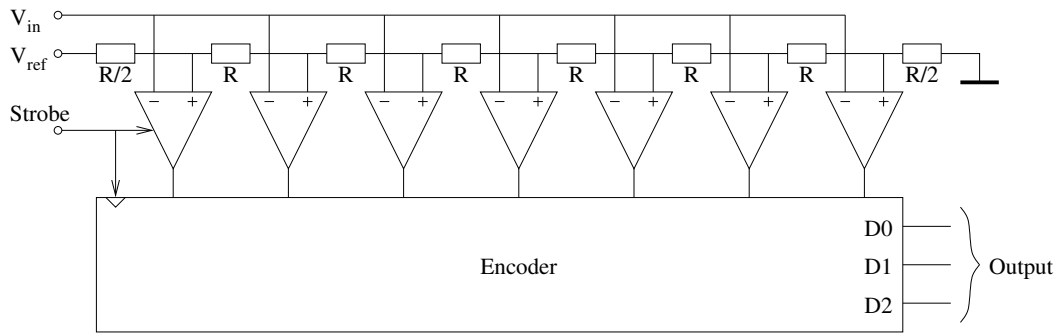 V_in
V_ref
R/2 R R R R R R R/2
− + − + − + − + − + − + − +
Strobe
D0
Encoder D1 Output
D2